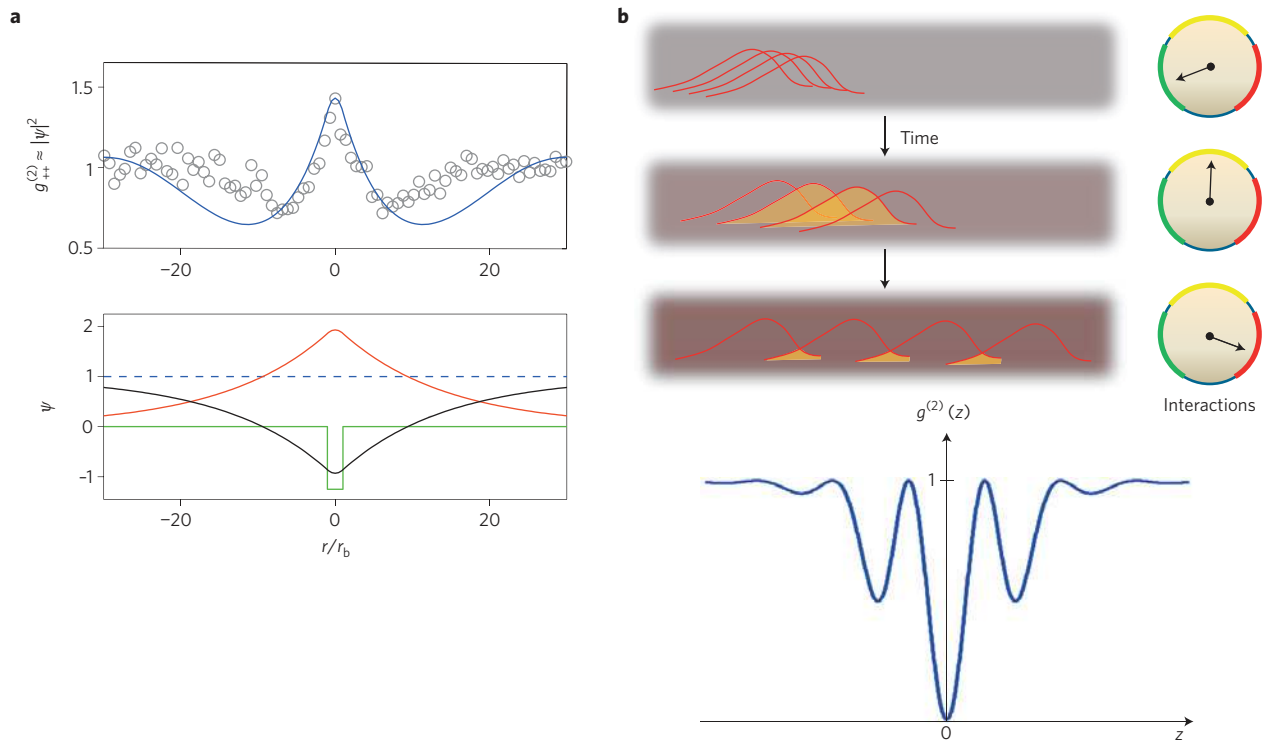 a
1.5
1
0.5
g₊₊⁽²⁾ ≈ |ψ|²
−20
0
20
2
1
0
−1
ψ
−20
0
20
r/r_b
b
Time
Interactions
g⁽²⁾ (z)
1
0
z